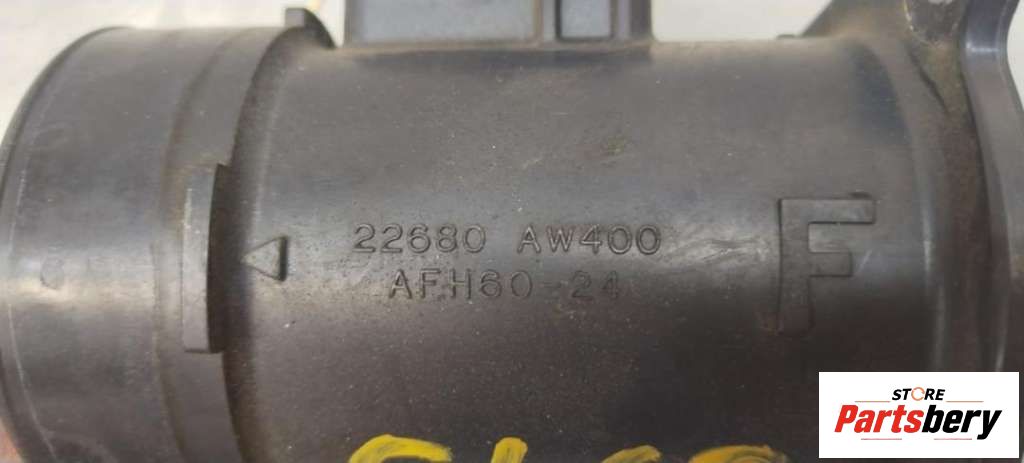 22680 AW400
AFH60-24
F
STORE
Partsbery